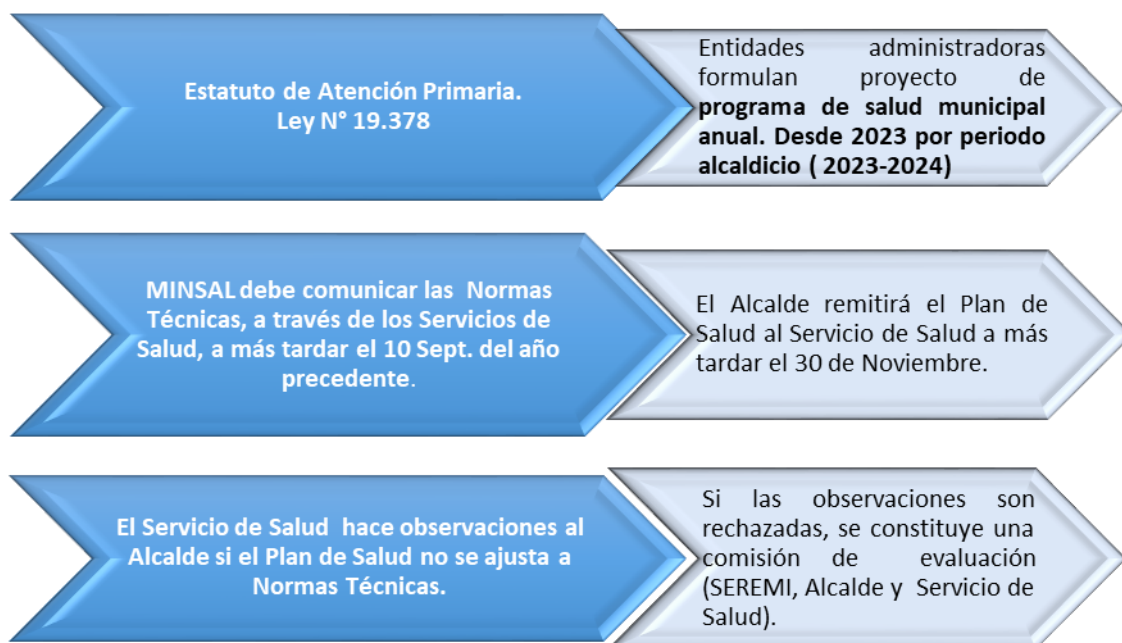 Estatuto de Atención Primaria.
Ley N° 19.378
Entidades administradoras
formulan proyecto de
programa de salud municipal
anual. Desde 2023 por periodo
alcaldicio ( 2023-2024)
MINSAL debe comunicar las Normas
Técnicas, a través de los Servicios de
Salud, a más tardar el 10 Sept. del año
precedente.
El Alcalde remitirá el Plan de
Salud al Servicio de Salud a más
tardar el 30 de Noviembre.
El Servicio de Salud hace observaciones al
Alcalde si el Plan de Salud no se ajusta a
Normas Técnicas.
Si las observaciones son
rechazadas, se constituye una
comisión de evaluación
(SEREMI, Alcalde y Servicio de
Salud).